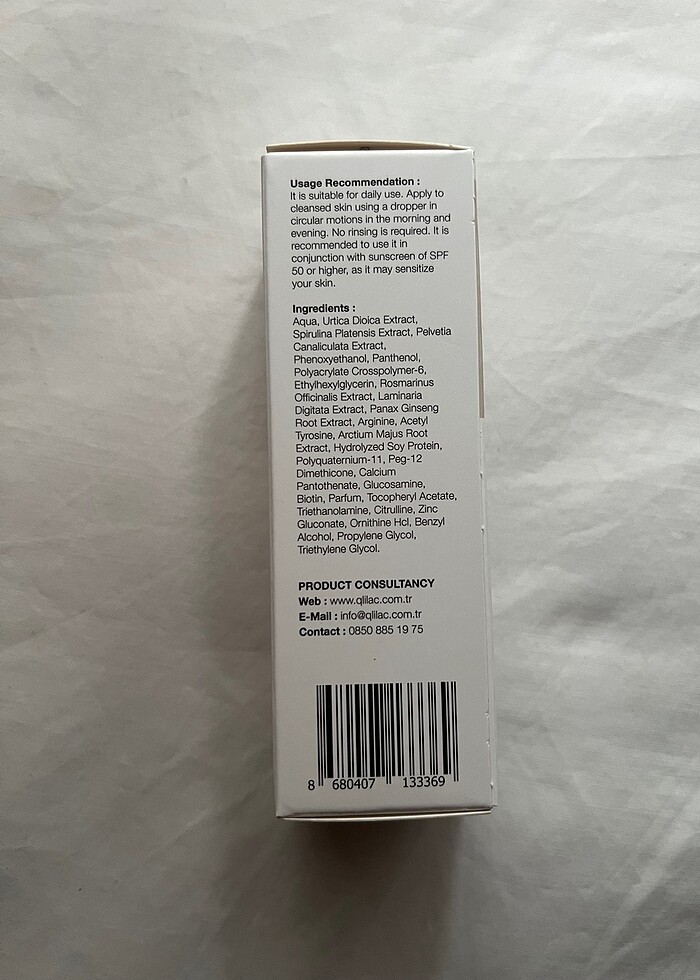 Usage Recommendation :
It is suitable for daily use. Apply to
cleansed skin using a dropper in
circular motions in the morning and
evening. No rinsing is required. It is
recommended to use it in
conjunction with sunscreen of SPF
50 or higher, as it may sensitize
your skin.
Ingredients :
Aqua, Urtica Dioica Extract,
Spirulina Platensis Extract, Pelvetia
Canaliculata Extract,
Phenoxyethanol, Panthenol,
Polyacrylate Crosspolymer-6,
Ethylhexylglycerin, Rosmarinus
Officinalis Extract, Laminaria
Digitata Extract, Panax Ginseng
Root Extract, Arginine, Acetyl
Tyrosine, Arctium Majus Root
Extract, Hydrolyzed Soy Protein,
Polyquaternium-11, Peg-12
Dimethicone, Calcium
Pantothenate, Glucosamine,
Biotin, Parfum, Tocopheryl Acetate,
Triethanolamine, Citrulline, Zinc
Gluconate, Ornithine Hcl, Benzyl
Alcohol, Propylene Glycol,
Triethylene Glycol.
PRODUCT CONSULTANCY
Web : www.qlilac.com.tr
E-Mail : info@qlilac.com.tr
Contact : 0850 885 19 75
8 680407 133369